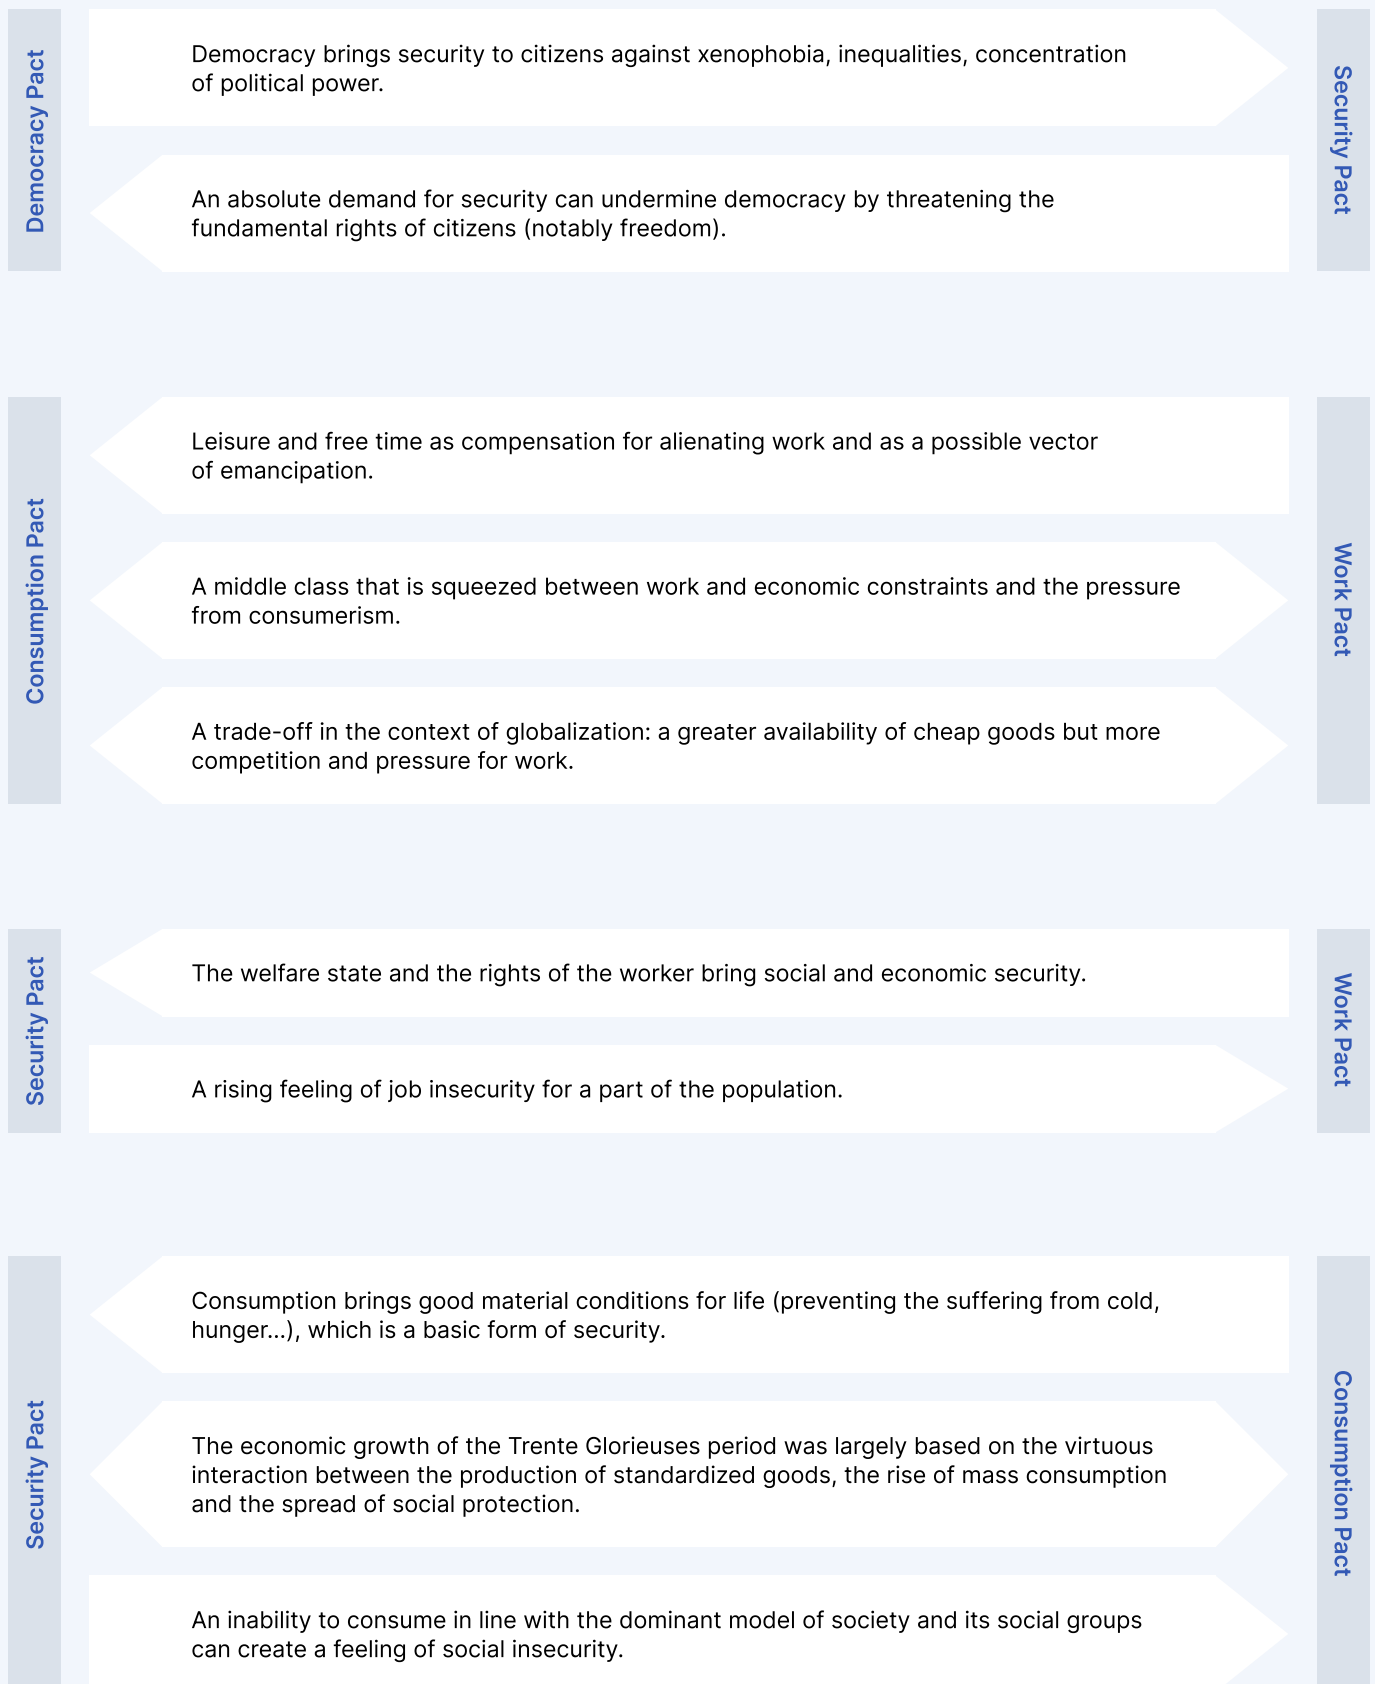 Democracy Pact
Democracy brings security to citizens against xenophobia, inequalities, concentration
of political power.
An absolute demand for security can undermine democracy by threatening the
fundamental rights of citizens (notably freedom).
Security Pact
Consumption Pact
Leisure and free time as compensation for alienating work and as a possible vector
of emancipation.
A middle class that is squeezed between work and economic constraints and the pressure
from consumerism.
A trade-off in the context of globalization: a greater availability of cheap goods but more
competition and pressure for work.
Work Pact
Security Pact
The welfare state and the rights of the worker bring social and economic security.
A rising feeling of job insecurity for a part of the population.
Work Pact
Security Pact
Consumption brings good material conditions for life (preventing the suffering from cold,
hunger...), which is a basic form of security.
The economic growth of the Trente Glorieuses period was largely based on the virtuous
interaction between the production of standardized goods, the rise of mass consumption
and the spread of social protection.
An inability to consume in line with the dominant model of society and its social groups
can create a feeling of social insecurity.
Consumption Pact